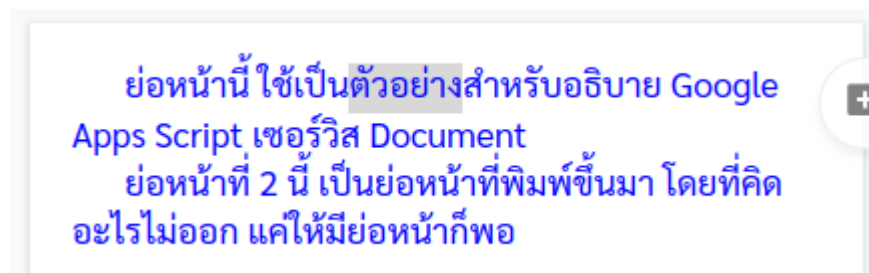 ย่อหน้านี้ ใช้เป็นตัวอย่างสำหรับอธิบาย Google
Apps Script เซอร์วิส Document
ย่อหน้าที่ 2 นี้ เป็นย่อหน้าที่พิมพ์ขึ้นมา โดยที่คิด
อะไรไม่ออก แค่ให้มีย่อหน้าก็พอ